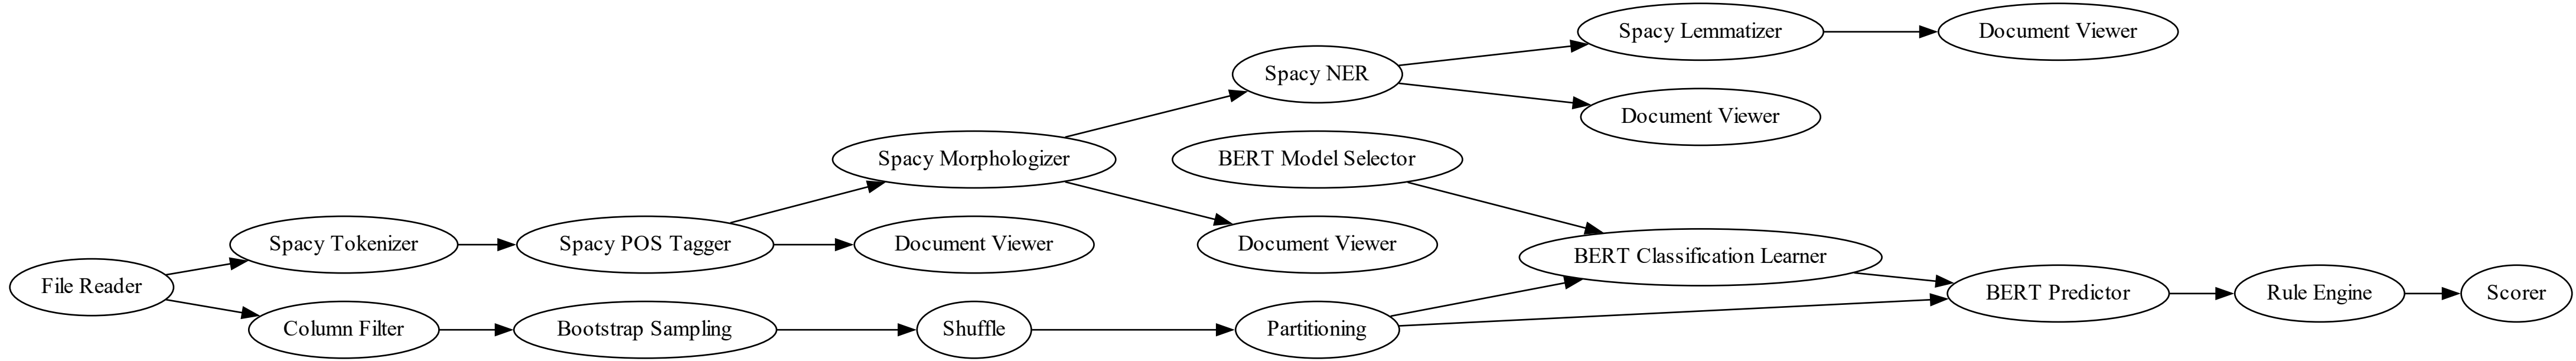 Spacy Lemmatizer
Document Viewer
Spacy NER
Document Viewer
Spacy Morphologizer
BERT Model Selector
Spacy Tokenizer
Spacy POS Tagger
Document Viewer
Document Viewer
BERT Classification Learner
File Reader
BERT Predictor
Rule Engine
Scorer
Column Filter
Bootstrap Sampling
Shuffle
Partitioning